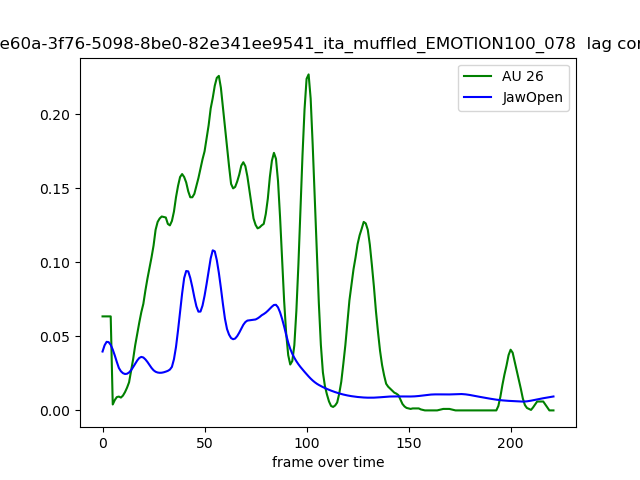 e60a-3f76-5098-8be0-82e341ee9541_ita_muffled_EMOTION100_078 lag cor
AU 26
JawOpen
0.20
0.15
0.10
0.05
0.00
0 50 100 150 200
frame over time